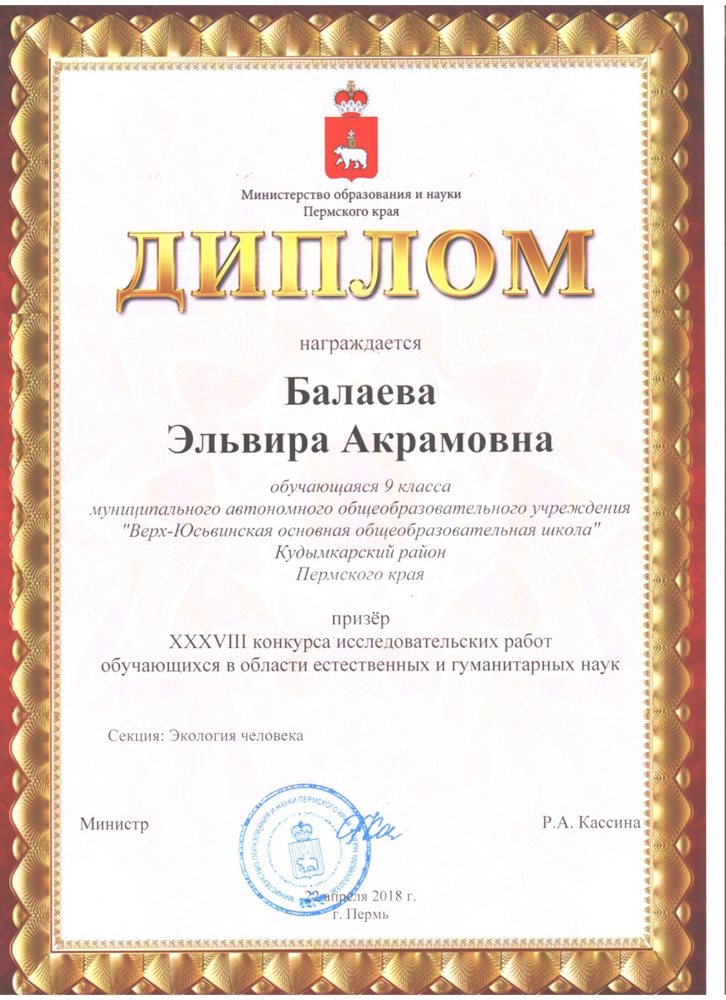 Министерство образования и науки
Пермского края
ДИПЛОМ
награждается
Балаева
Эльвира Акрамовна
обучающаяся 9 класса
муниципального автономного общеобразовательного учреждения
"Верх-Юсьвинская основная общеобразовательная школа"
Кудымкарский район
Пермского края
призёр
XXXVIII конкурса исследовательских работ
обучающихся в области естественных и гуманитарных наук
Секция: Экология человека
МИНИСТЕРСТВО ОБРАЗОВАНИЯ И НАУКИ ПЕРМСКОГО КРАЯ
Министр
Р.А. Кассина
22 апреля 2018 г.
г. Пермь